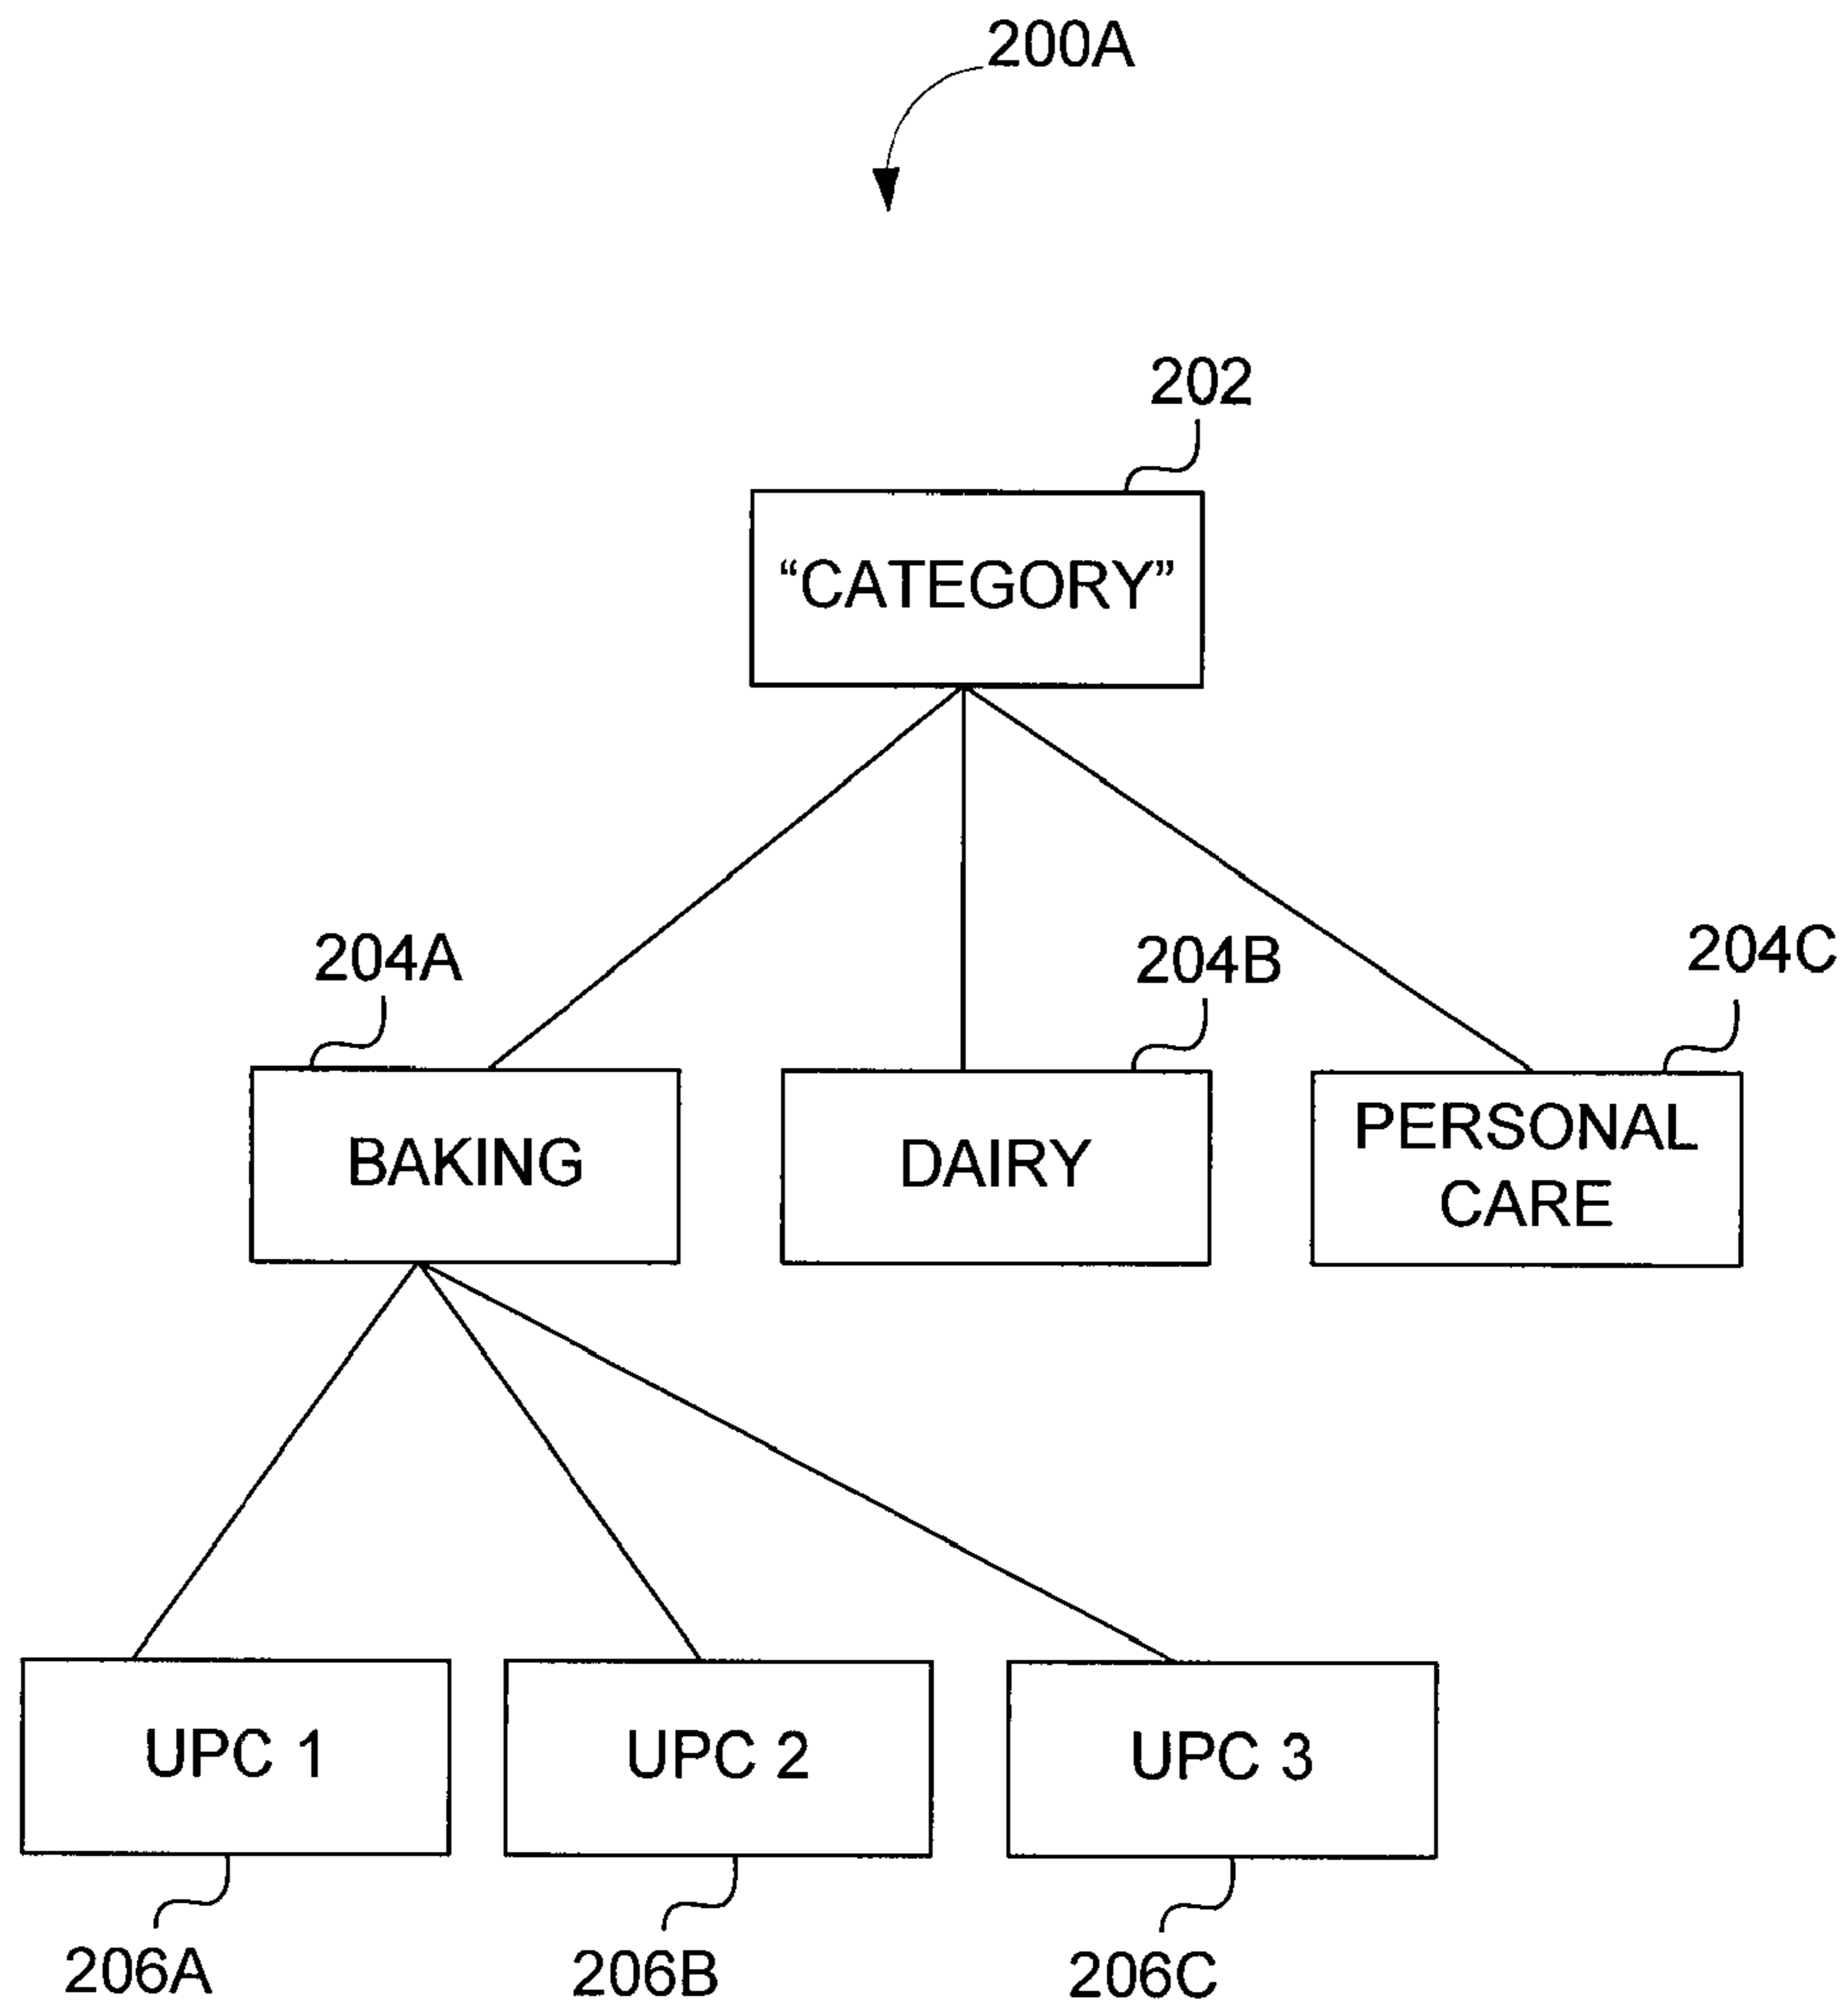 200A
202
“CATEGORY”
204A
204B
204C
BAKING
DAIRY
PERSONAL
CARE
UPC 1
UPC 2
UPC 3
206A
206B
206C